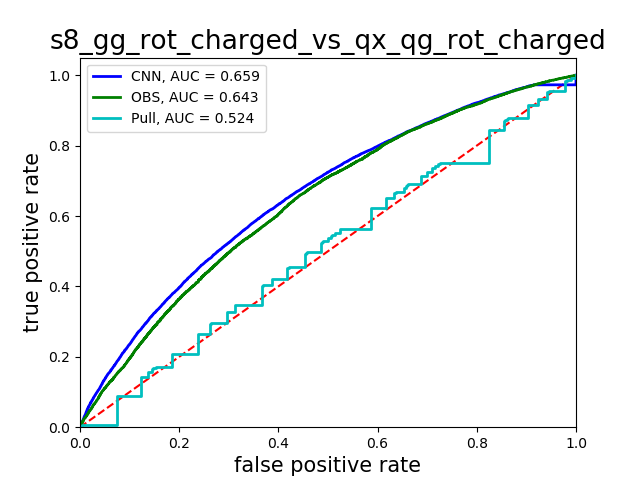 s8_gg_rot_charged_vs_qx_qg_rot_charged
CNN, AUC = 0.659
OBS, AUC = 0.643
Pull, AUC = 0.524
true positive rate
1.0
0.8
0.6
0.4
0.2
0.0
0.0 0.2 0.4 0.6 0.8 1.0
false positive rate